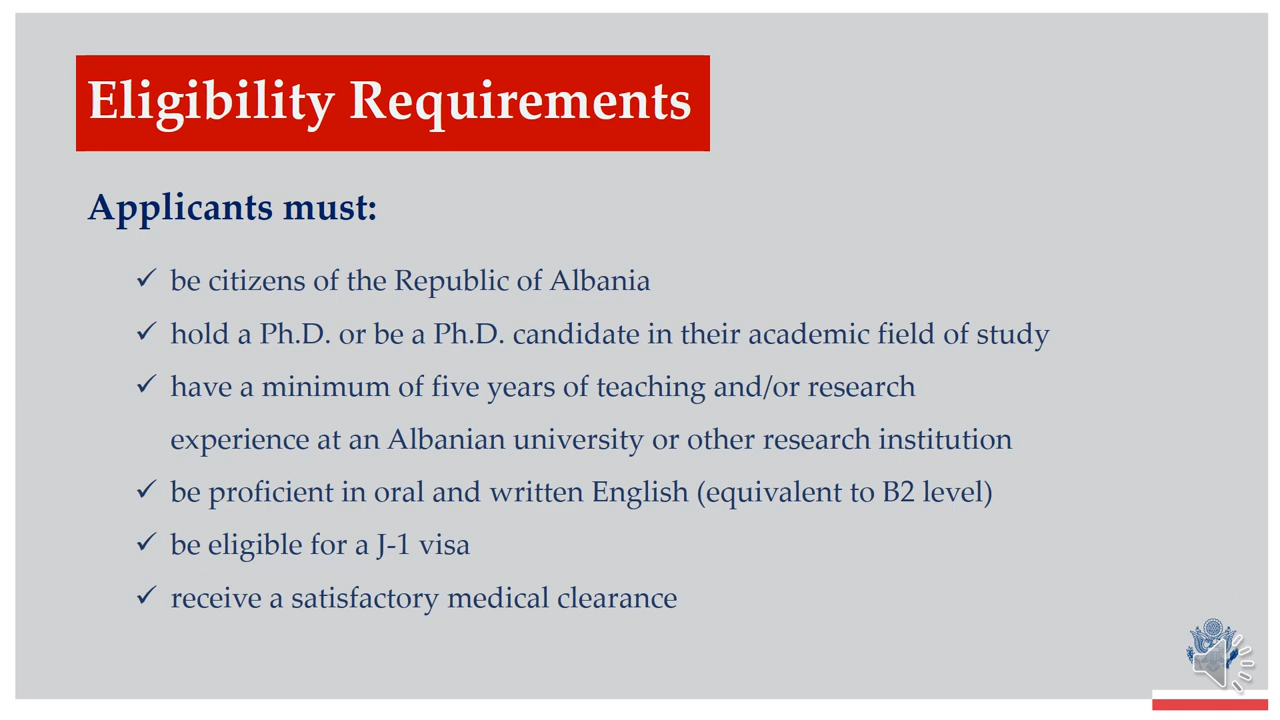 Eligibility Requirements
Applicants must:
✓ be citizens of the Republic of Albania
✓ hold a Ph.D. or be a Ph.D. candidate in their academic field of study
✓ have a minimum of five years of teaching and/or research
experience at an Albanian university or other research institution
✓ be proficient in oral and written English (equivalent to B2 level)
✓ be eligible for a J-1 visa
✓ receive a satisfactory medical clearance